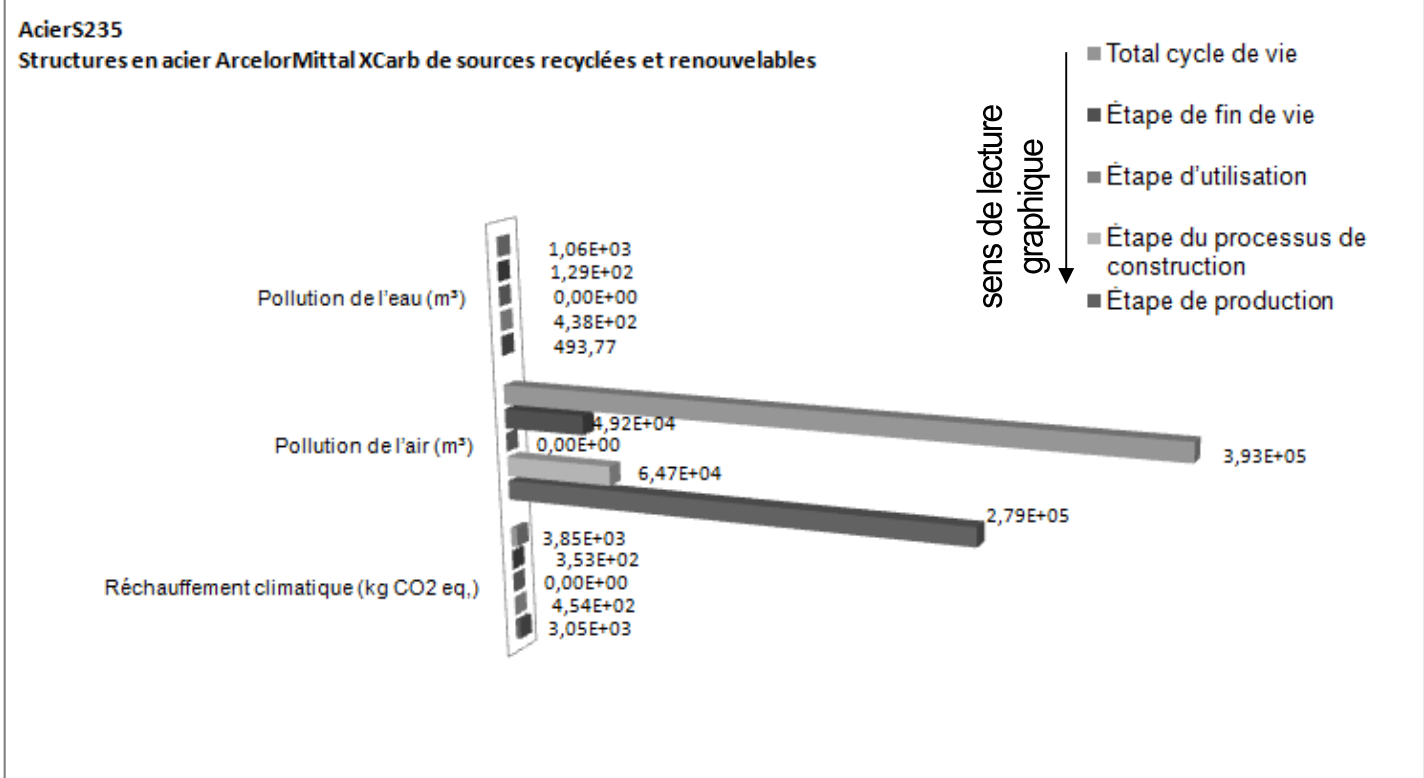 AcierS235
Structures en acier ArcelorMittal XCarb de sources recyclées et renouvelables
sens de lecture
graphique
Total cycle de vie
Étape de fin de vie
Étape d'utilisation
Étape du processus de
construction
Étape de production
Pollution de l'eau (m³)
1,06E+03
1,29E+02
0,00E+00
4,38E+02
493,77
Pollution de l'air (m³)
3,93E+05
4,92E+04
0,00E+00
6,47E+04
2,79E+05
Réchauffement climatique (kg CO2 eq,)
3,85E+03
3,53E+02
0,00E+00
4,54E+02
3,05E+03